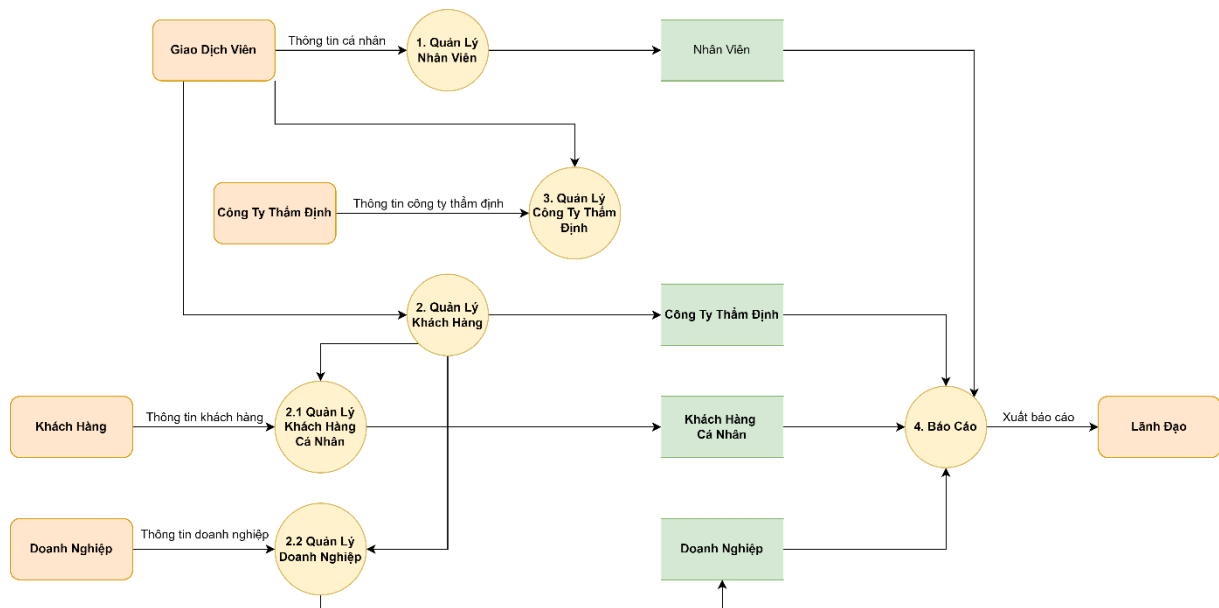 Giao Dịch Viên
Thông tin cá nhân
1. Quản Lý
Nhân Viên
Nhân Viên
Công Ty Thẩm Định
Thông tin công ty thẩm định
3. Quản Lý
Công Ty Thẩm
Định
2. Quản Lý
Khách Hàng
Công Ty Thẩm Định
Khách Hàng
Thông tin khách hàng
2.1 Quản Lý
Khách Hàng
Cá Nhân
Khách Hàng
Cá Nhân
4. Báo Cáo
Xuất báo cáo
Lãnh Đạo
Doanh Nghiệp
Thông tin doanh nghiệp
2.2 Quản Lý
Doanh Nghiệp
Doanh Nghiệp